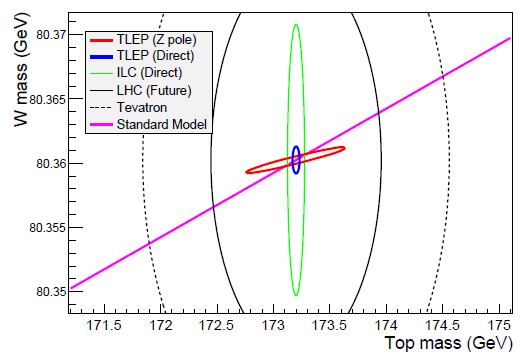 W mass (GeV)
80.37
80.365
80.36
80.355
80.35
TLEP (Z pole)
TLEP (Direct)
ILC (Direct)
LHC (Future)
Tevatron
Standard Model
171.5 172 172.5 173 173.5 174 174.5 175
Top mass (GeV)